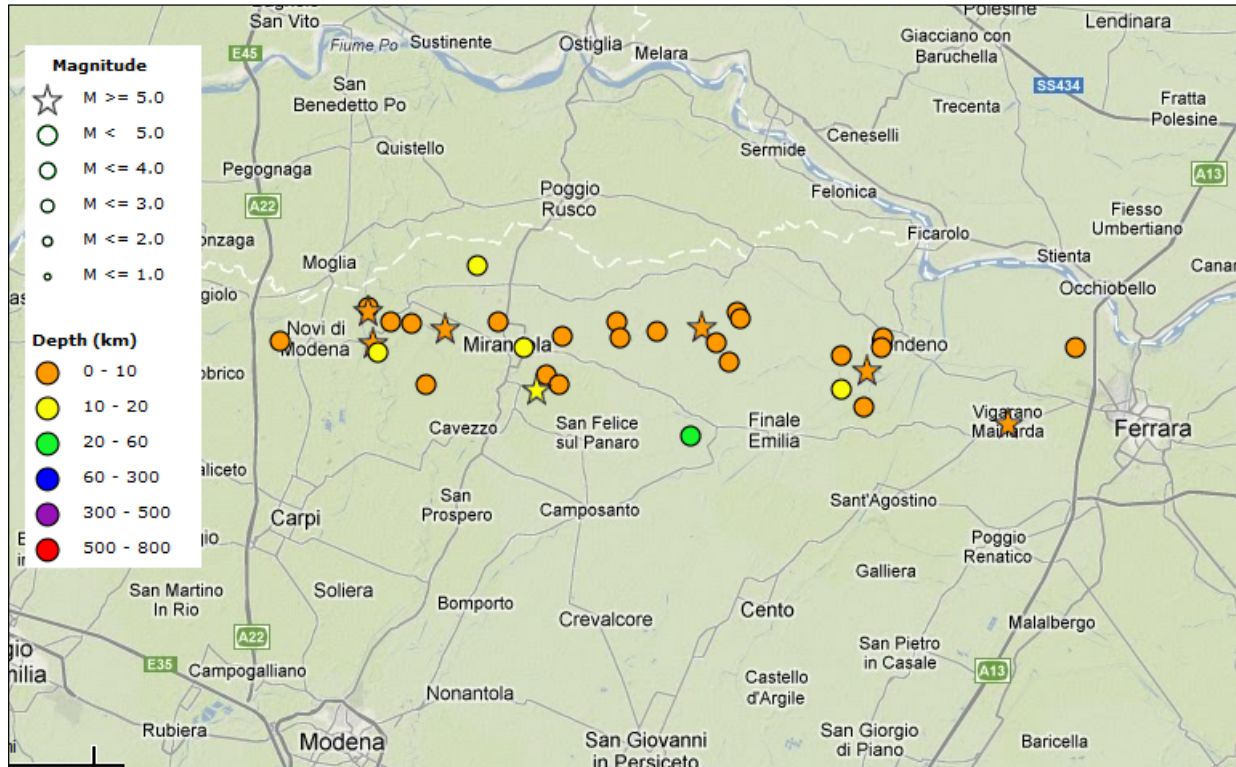 San Vito
E45
Fiume Po
Sustinente
Ostiglia
Melara
Polesine
Giacciano con
Baruchella
Lendinara
SS434
Trecenta
Fratta
Polesine
San
Benedetto Po
Quistello
Ceneselli
Sermide
A13
Pegognaga
A22
Poggio
Rusco
Felonica
Fiesso
Umbertiano
Ficarolo
Stienta
Occhiobello
Moglia
Novi di
Modena
Mirandola
Vigarano
Mainarda
Ferrara
Cavezzo
San Felice
sul Panaro
Finale
Emilia
San
Prospero
Camposanto
Sant'Agostino
Carpi
Poggio
Renatico
Galliera
San Martino
In Rio
Soliera
Bomporto
Crevalcore
Cento
Malalbergo
A22
San Pietro
in Casale
E35
Campogalliano
A13
Nonantola
Castello
d'Argile
Rubiera
Modena
San Giovanni
in Persiceto
San Giorgio
di Piano
Baricella
Magnitude
M >= 5.0
M < 5.0
M <= 4.0
M <= 3.0
M <= 2.0
M <= 1.0
Depth (km)
0 - 10
10 - 20
20 - 60
60 - 300
300 - 500
500 - 800